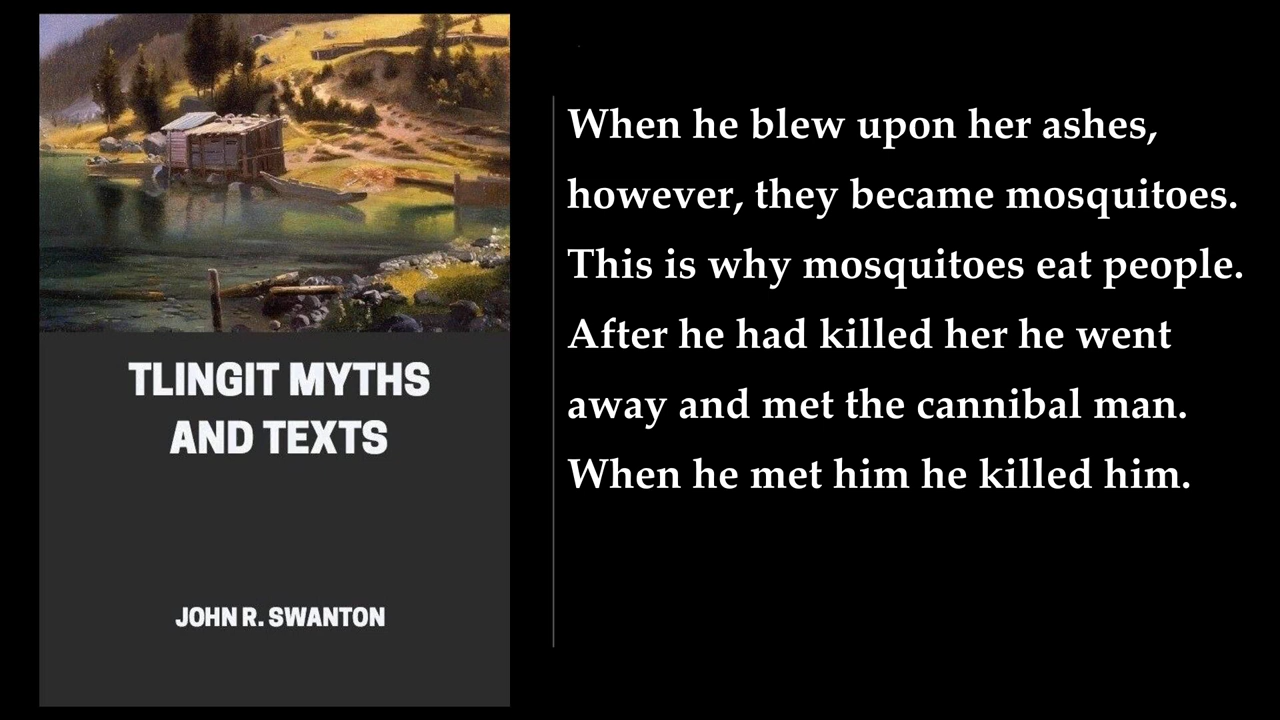 TLINGIT MYTHS
AND TEXTS
JOHN R. SWANTON
When he blew upon her ashes,
however, they became mosquitoes.
This is why mosquitoes eat people.
After he had killed her he went
away and met the cannibal man.
When he met him he killed him.